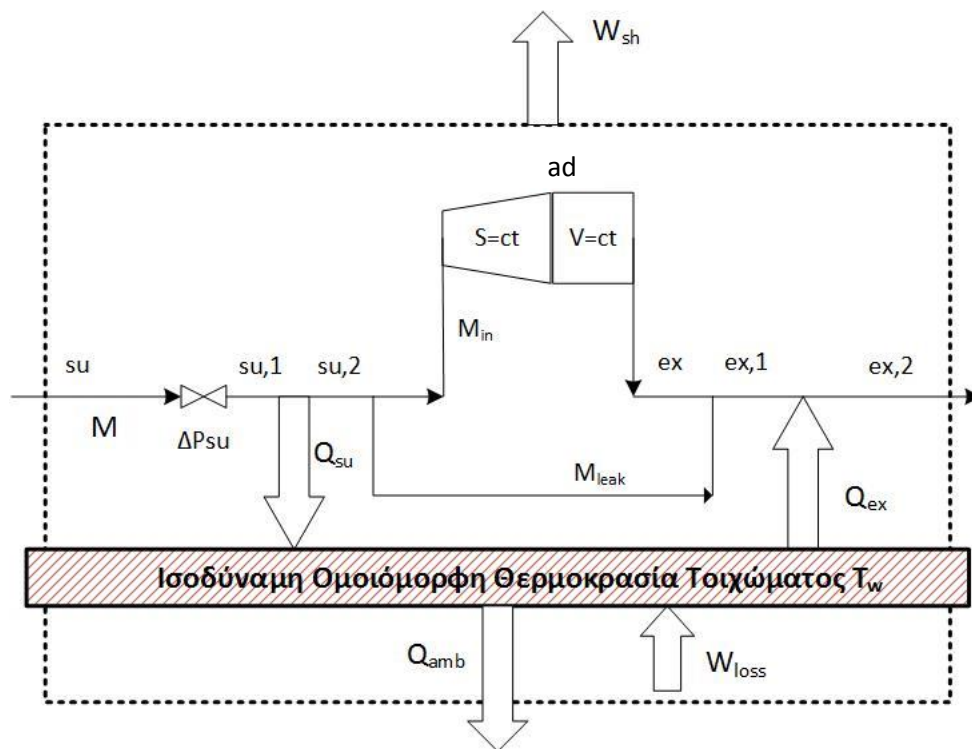 W_sh
ad
S=ct
V=ct
M_in
su
su,1
su,2
ex
ex,1
ex,2
M
ΔPsu
Q_su
M_leak
Q_ex
Ισοδύναμη Ομοιόμορφη Θερμοκρασία Τοιχώματος T_w
Q_amb
W_loss